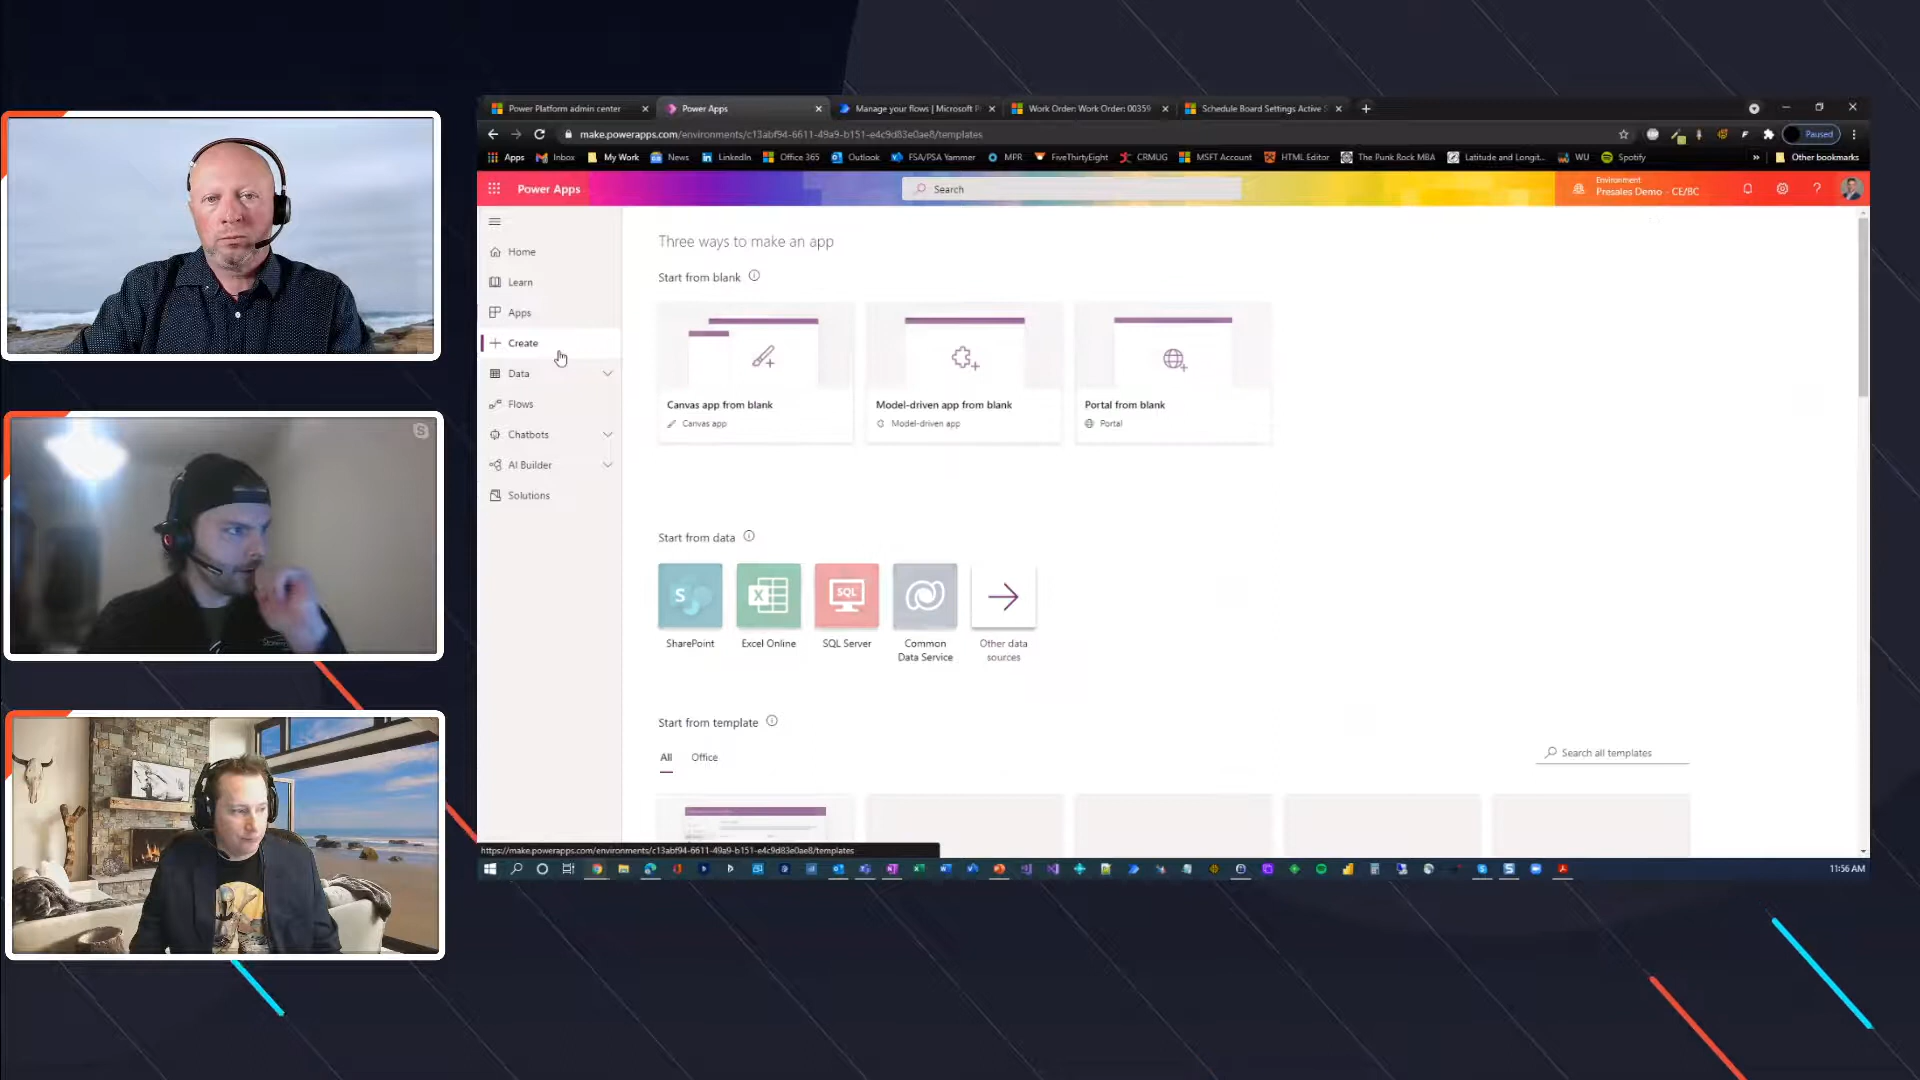 Power Platform admin center
Power Apps
Manage your flows | Microsoft P
Work Order: Work Order: 00359
Schedule Board Settings Active S
make.powerapps.com/environments/c13abf94-6611-49a9-b151-e4c9d83e0ae8/templates
Paused
Apps
Inbox
My Work
News
LinkedIn
Office 365
Outlook
FSA/PSA Yammer
MPR
FiveThirtyEight
CRMUG
MSFT Account
HTML Editor
The Punk Rock MBA
Latitude and Longit...
WU
Spotify
»
Other bookmarks
Power Apps
Search
Environment
Presales Demo - CE/BC
Home
Learn
Apps
Create
Data
Flows
Chatbots
AI Builder
Solutions
Three ways to make an app
Start from blank
Canvas app from blank
Canvas app
Model-driven app from blank
Model-driven app
Portal from blank
Portal
Start from data
SharePoint
Excel Online
SQL
SQL Server
Common
Data Service
Other data
sources
Start from template
All
Office
Search all templates
https://make.powerapps.com/environments/c13abf94-6611-49a9-b151-e4c9d83e0ae8/templates
11:56 AM